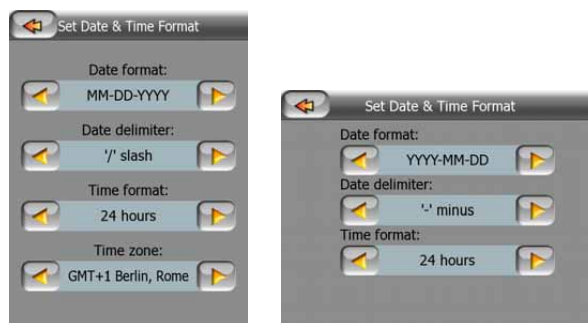 Set Date & Time Format
Date format:
MM-DD-YYYY
Date delimiter:
'/' slash
Time format:
24 hours
Time zone:
GMT+1 Berlin, Rome
Set Date & Time Format
Date format:
YYYY-MM-DD
Date delimiter:
'-' minus
Time format:
24 hours